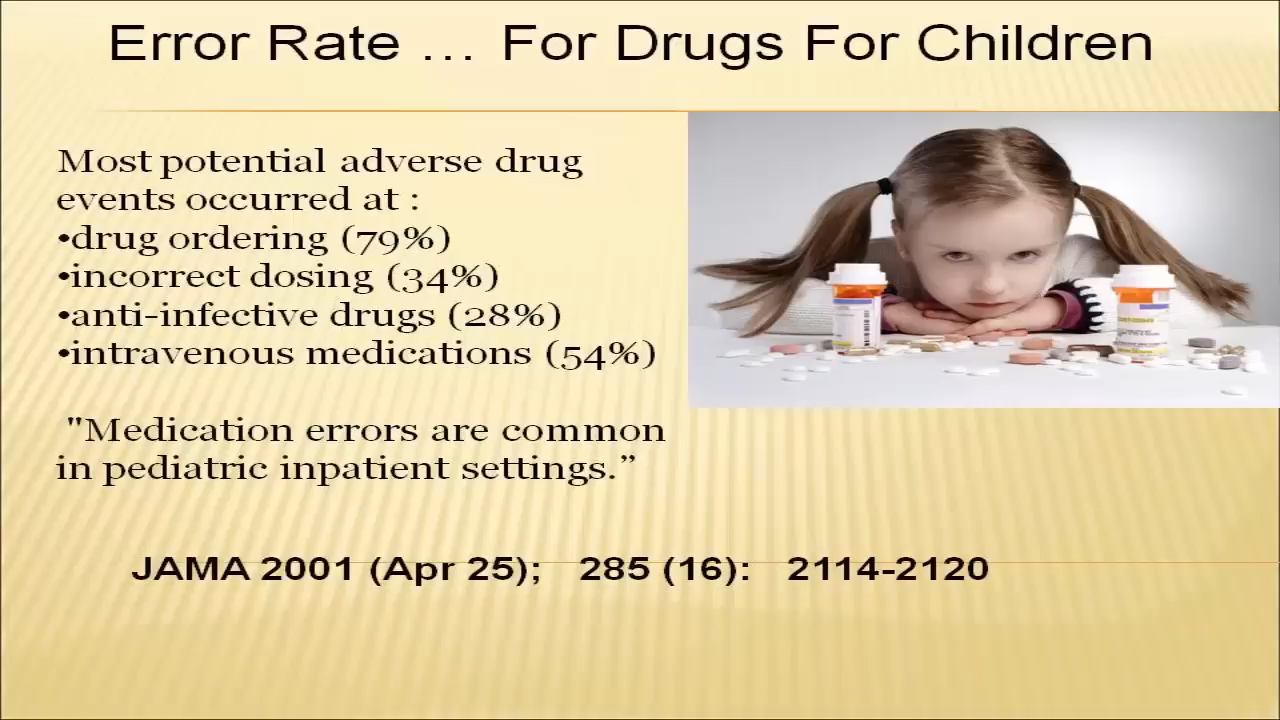 Error Rate … For Drugs For Children
Most potential adverse drug
events occurred at :
•drug ordering (79%)
•incorrect dosing (34%)
•anti-infective drugs (28%)
•intravenous medications (54%)
"Medication errors are common
in pediatric inpatient settings.”
JAMA 2001 (Apr 25); 285 (16): 2114-2120